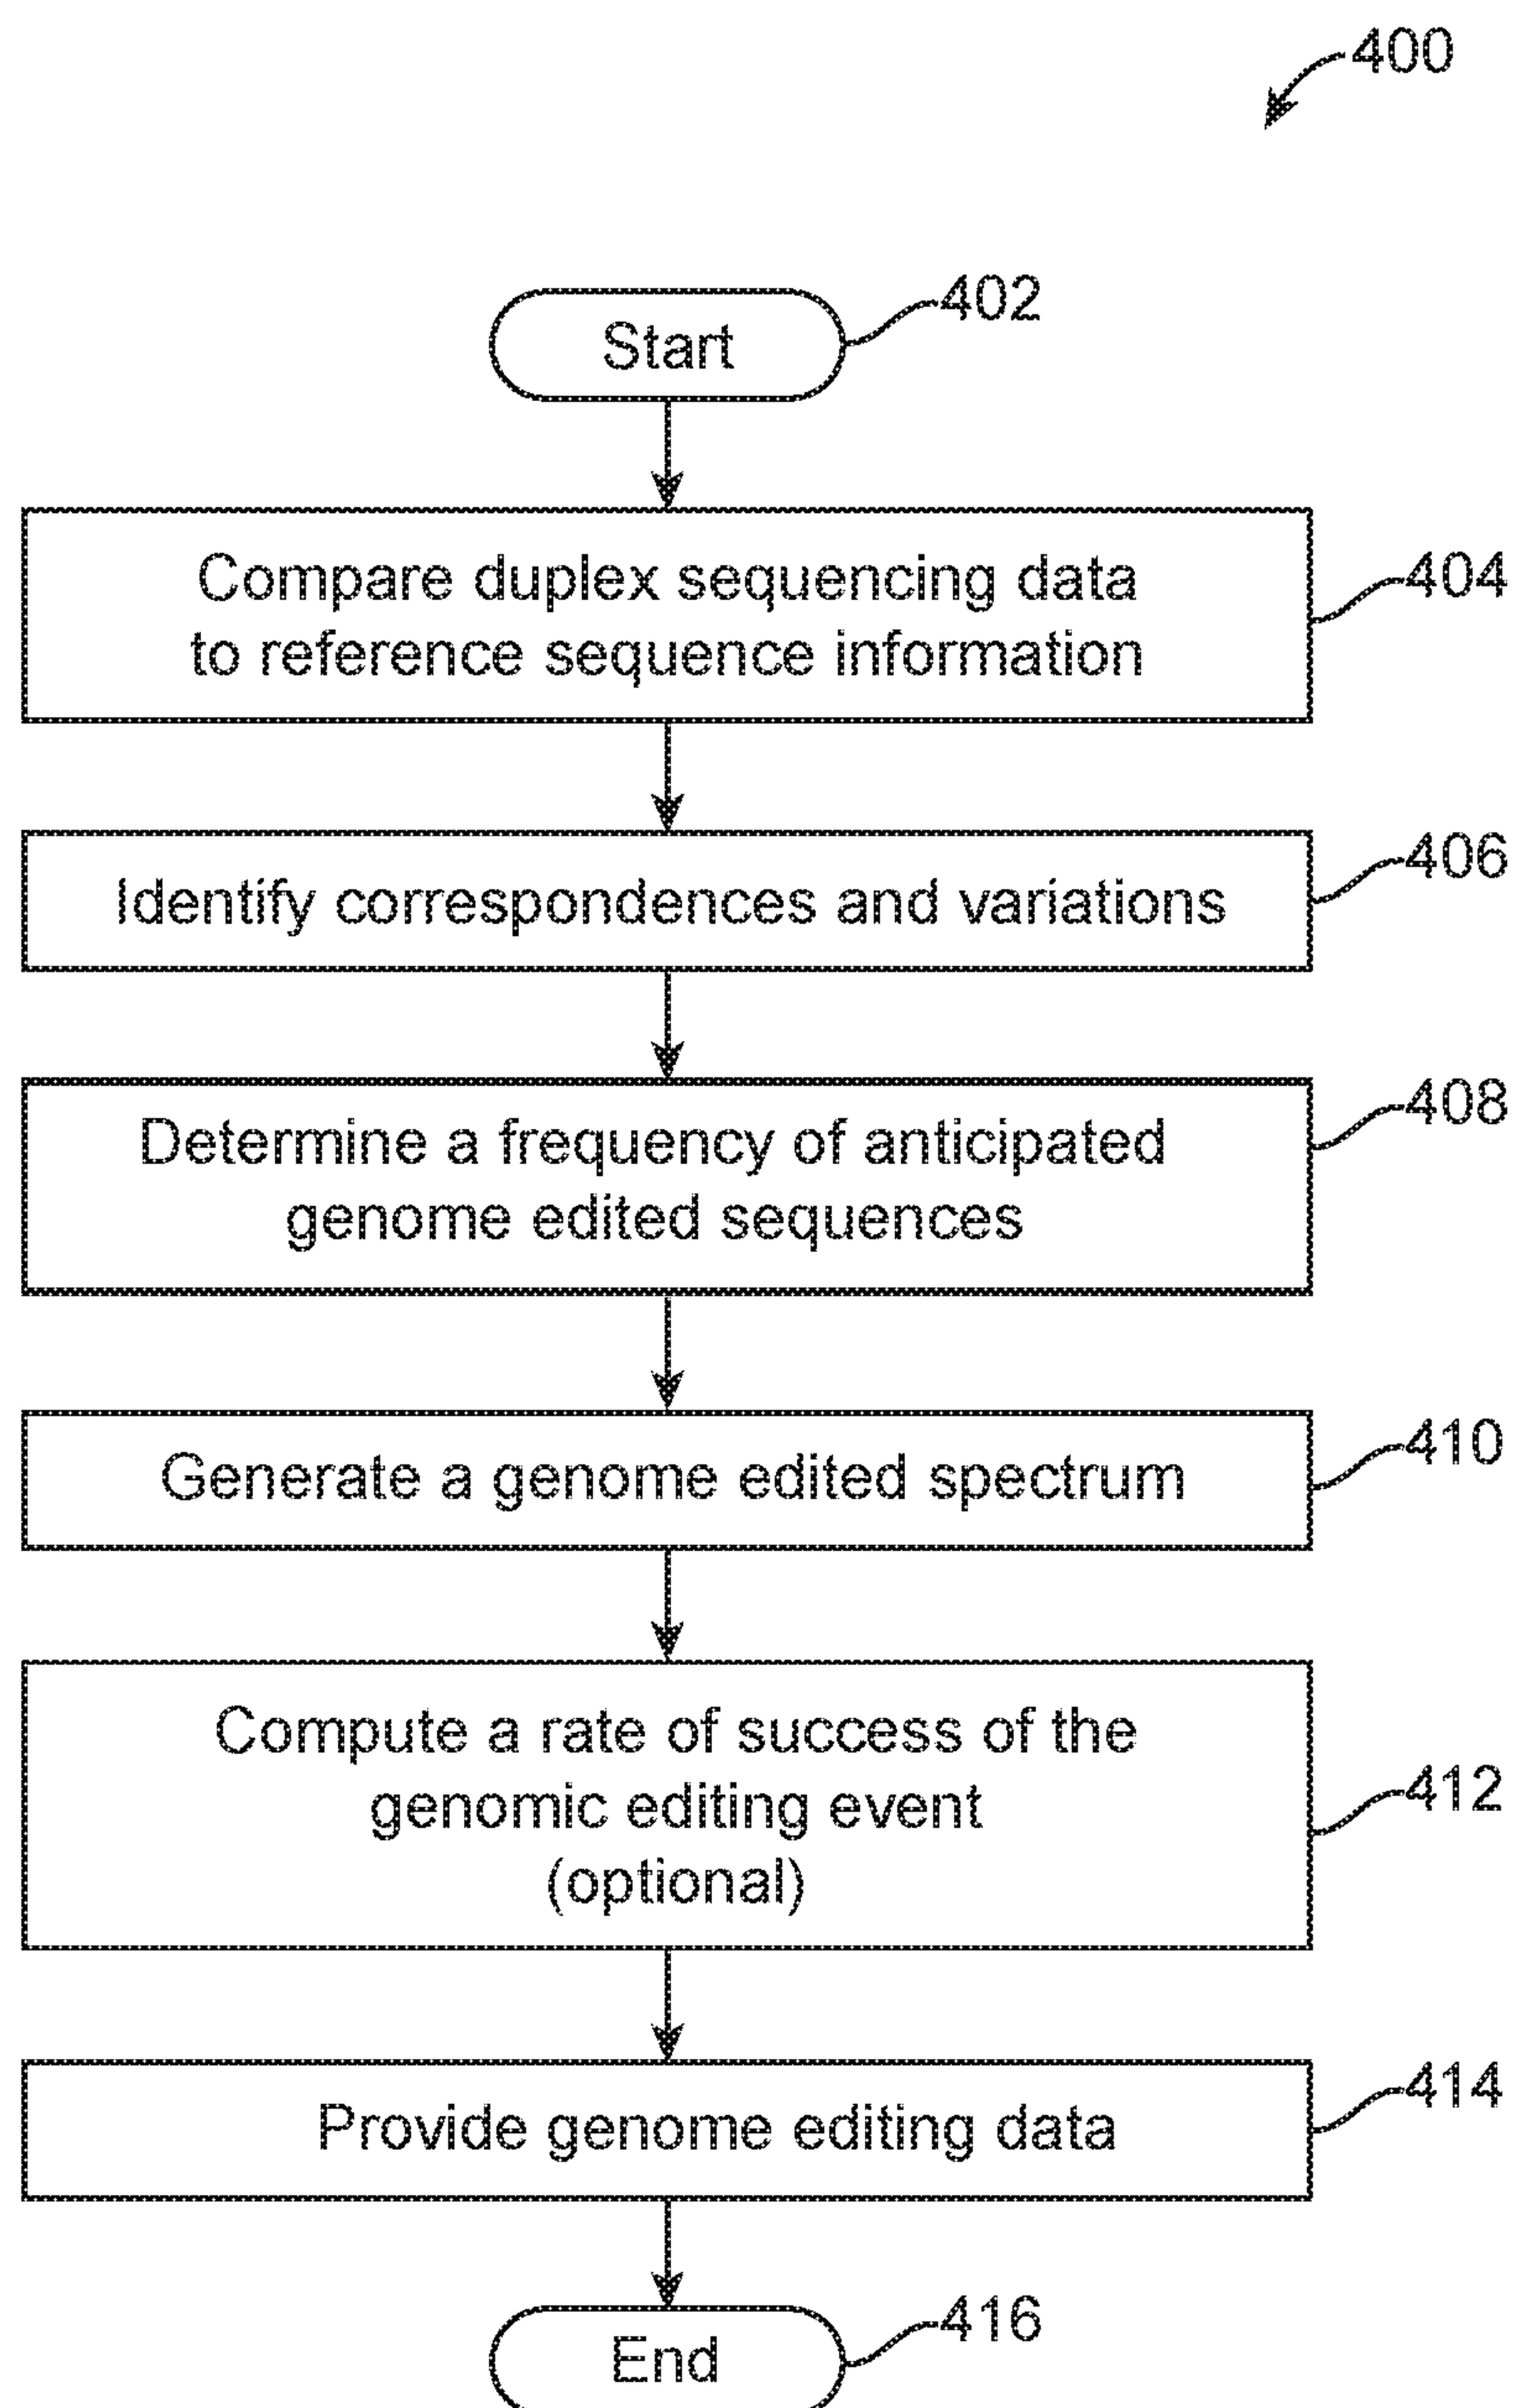 400
Start
402
Compare duplex sequencing data
to reference sequence information
404
Identify correspondences and variations
406
Determine a frequency of anticipated
genome edited sequences
408
Generate a genome edited spectrum
410
Compute a rate of success of the
genomic editing event
(optional)
412
Provide genome editing data
414
End
416